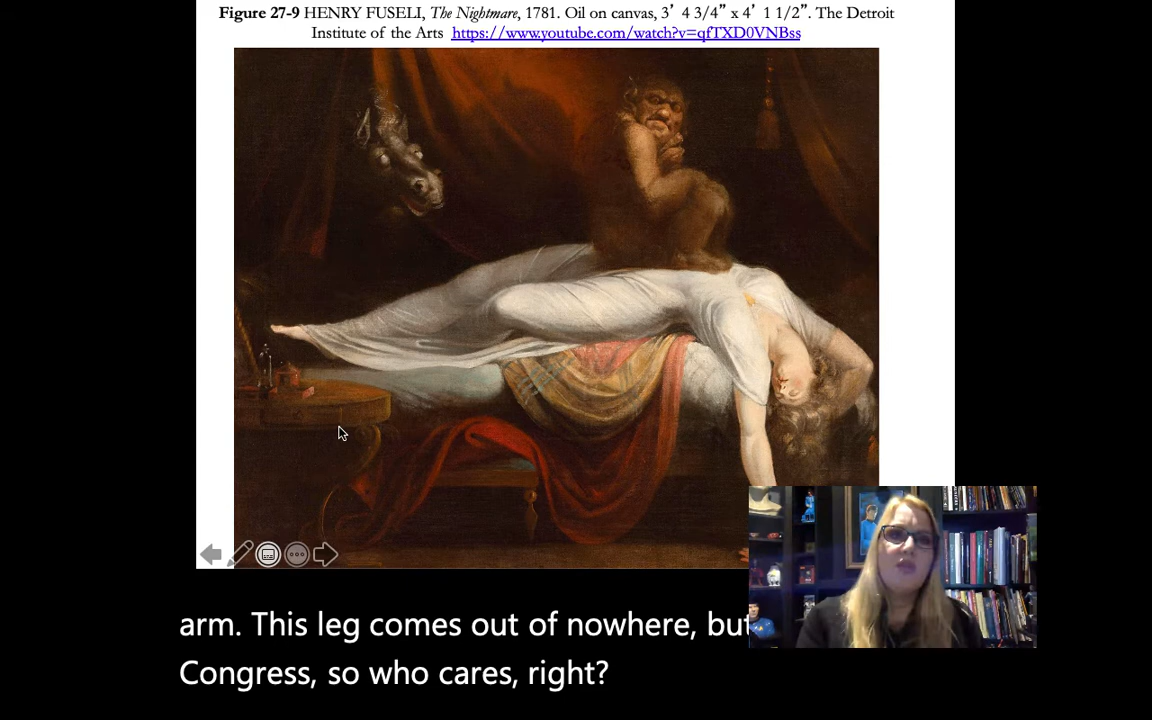 Figure 27-9 HENRY FUSELI, The Nightmare, 1781. Oil on canvas, 3’ 4 3/4” x 4’ 1 1/2”. The Detroit
Institute of the Arts https://www.youtube.com/watch?v=qfTXD0VNBss
arm. This leg comes out of nowhere, but
Congress, so who cares, right?